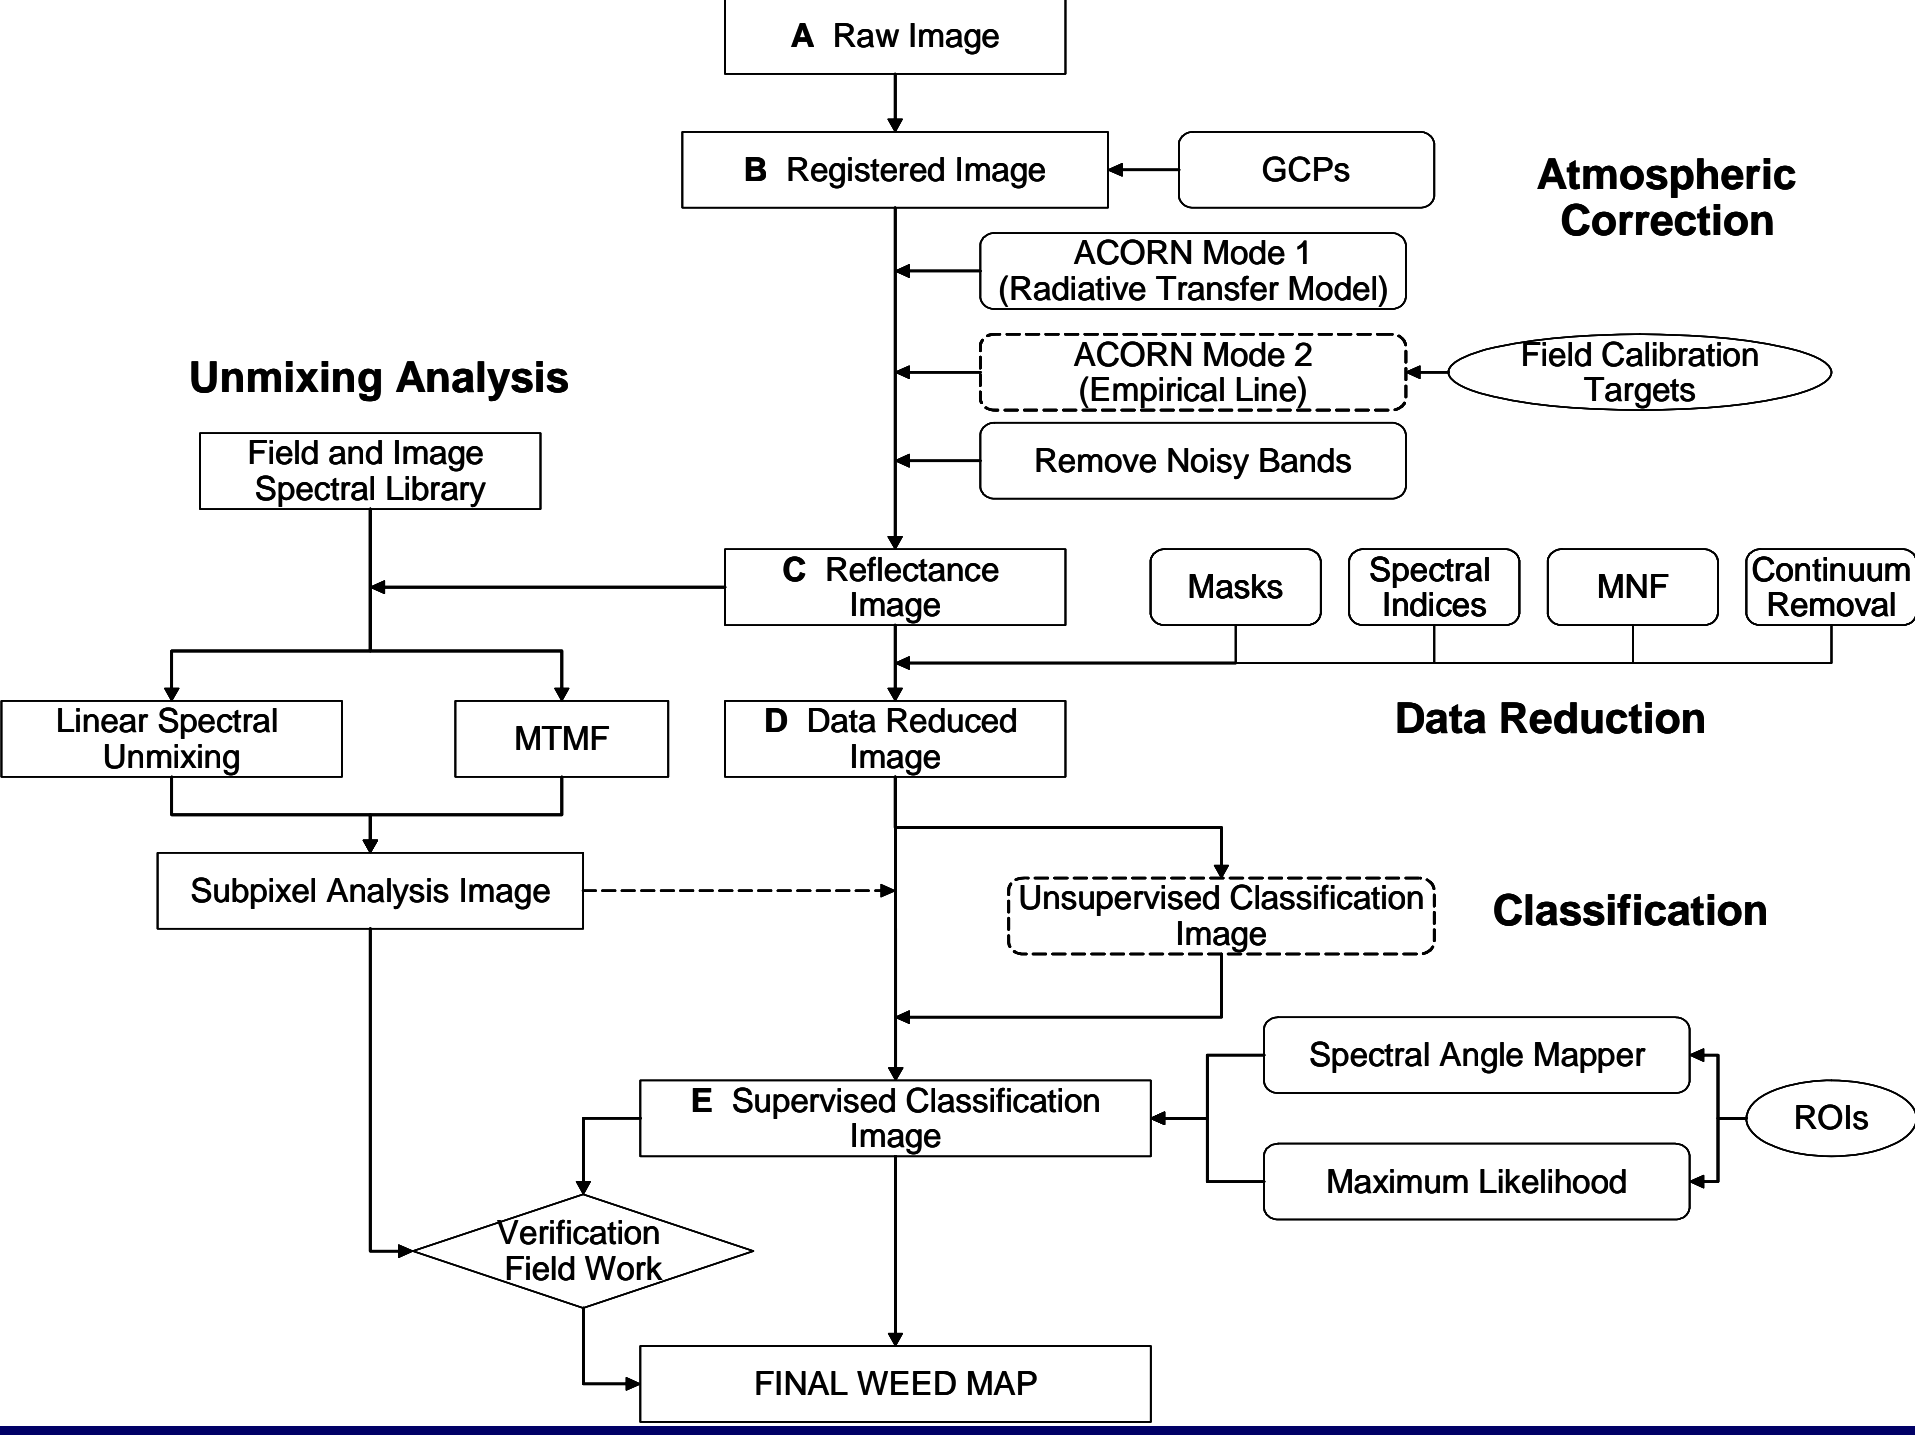 A Raw Image
B Registered Image
GCPs
Atmospheric
Correction
ACORN Mode 1
(Radiative Transfer Model)
ACORN Mode 2
(Empirical Line)
Field Calibration
Targets
Remove Noisy Bands
Unmixing Analysis
Field and Image
Spectral Library
C Reflectance
Image
Masks
Spectral
Indices
MNF
Continuum
Removal
Linear Spectral
Unmixing
MTMF
D Data Reduced
Image
Data Reduction
Subpixel Analysis Image
Unsupervised Classification
Image
Classification
Spectral Angle Mapper
E Supervised Classification
Image
ROIs
Maximum Likelihood
Verification
Field Work
FINAL WEED MAP